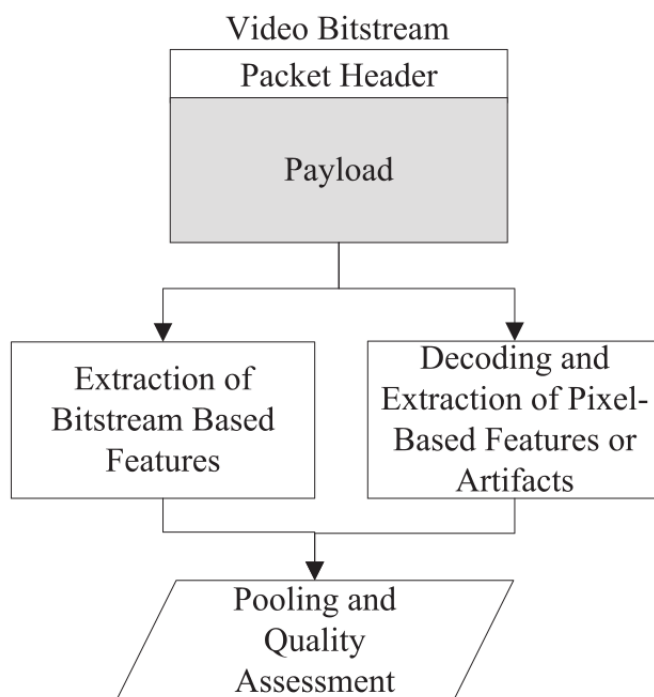 Video Bitstream
Packet Header
Payload
Extraction of
Bitstream Based
Features
Decoding and
Extraction of Pixel-
Based Features or
Artifacts
Pooling and
Quality
Assessment